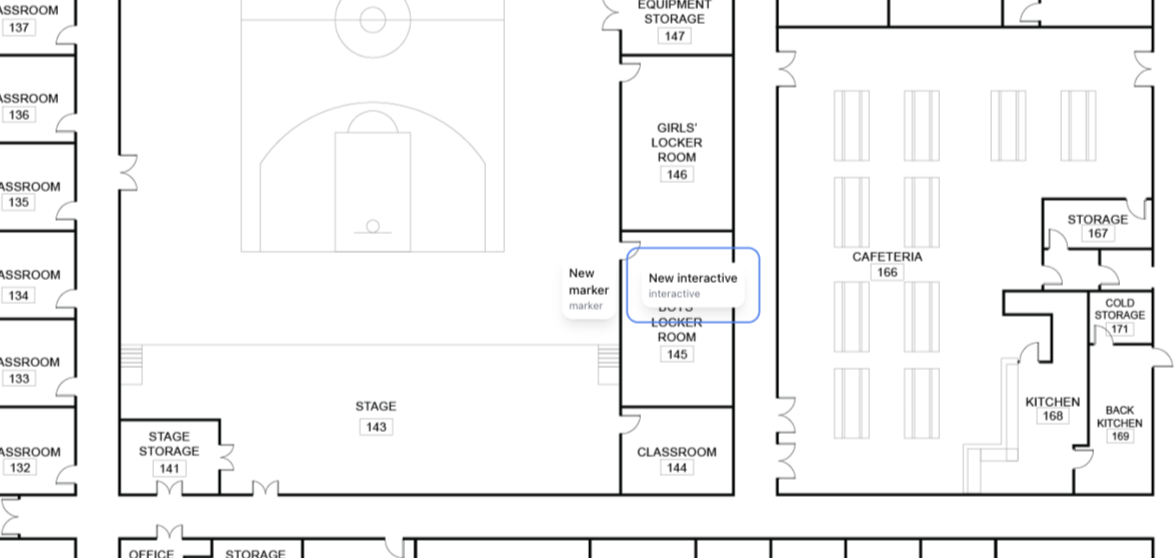 ASSROOM
137
ASSROOM
136
ASSROOM
135
ASSROOM
134
ASSROOM
133
ASSROOM
132
EQUIPMENT
STORAGE
147
GIRLS'
LOCKER
ROOM
146
New
marker
marker
New interactive
interactive
BOYS'
LOCKER
ROOM
145
STAGE
143
STAGE
STORAGE
141
CLASSROOM
144
CAFETERIA
166
STORAGE
167
COLD
STORAGE
171
KITCHEN
168
BACK
KITCHEN
169
OFFICE
STORAGE